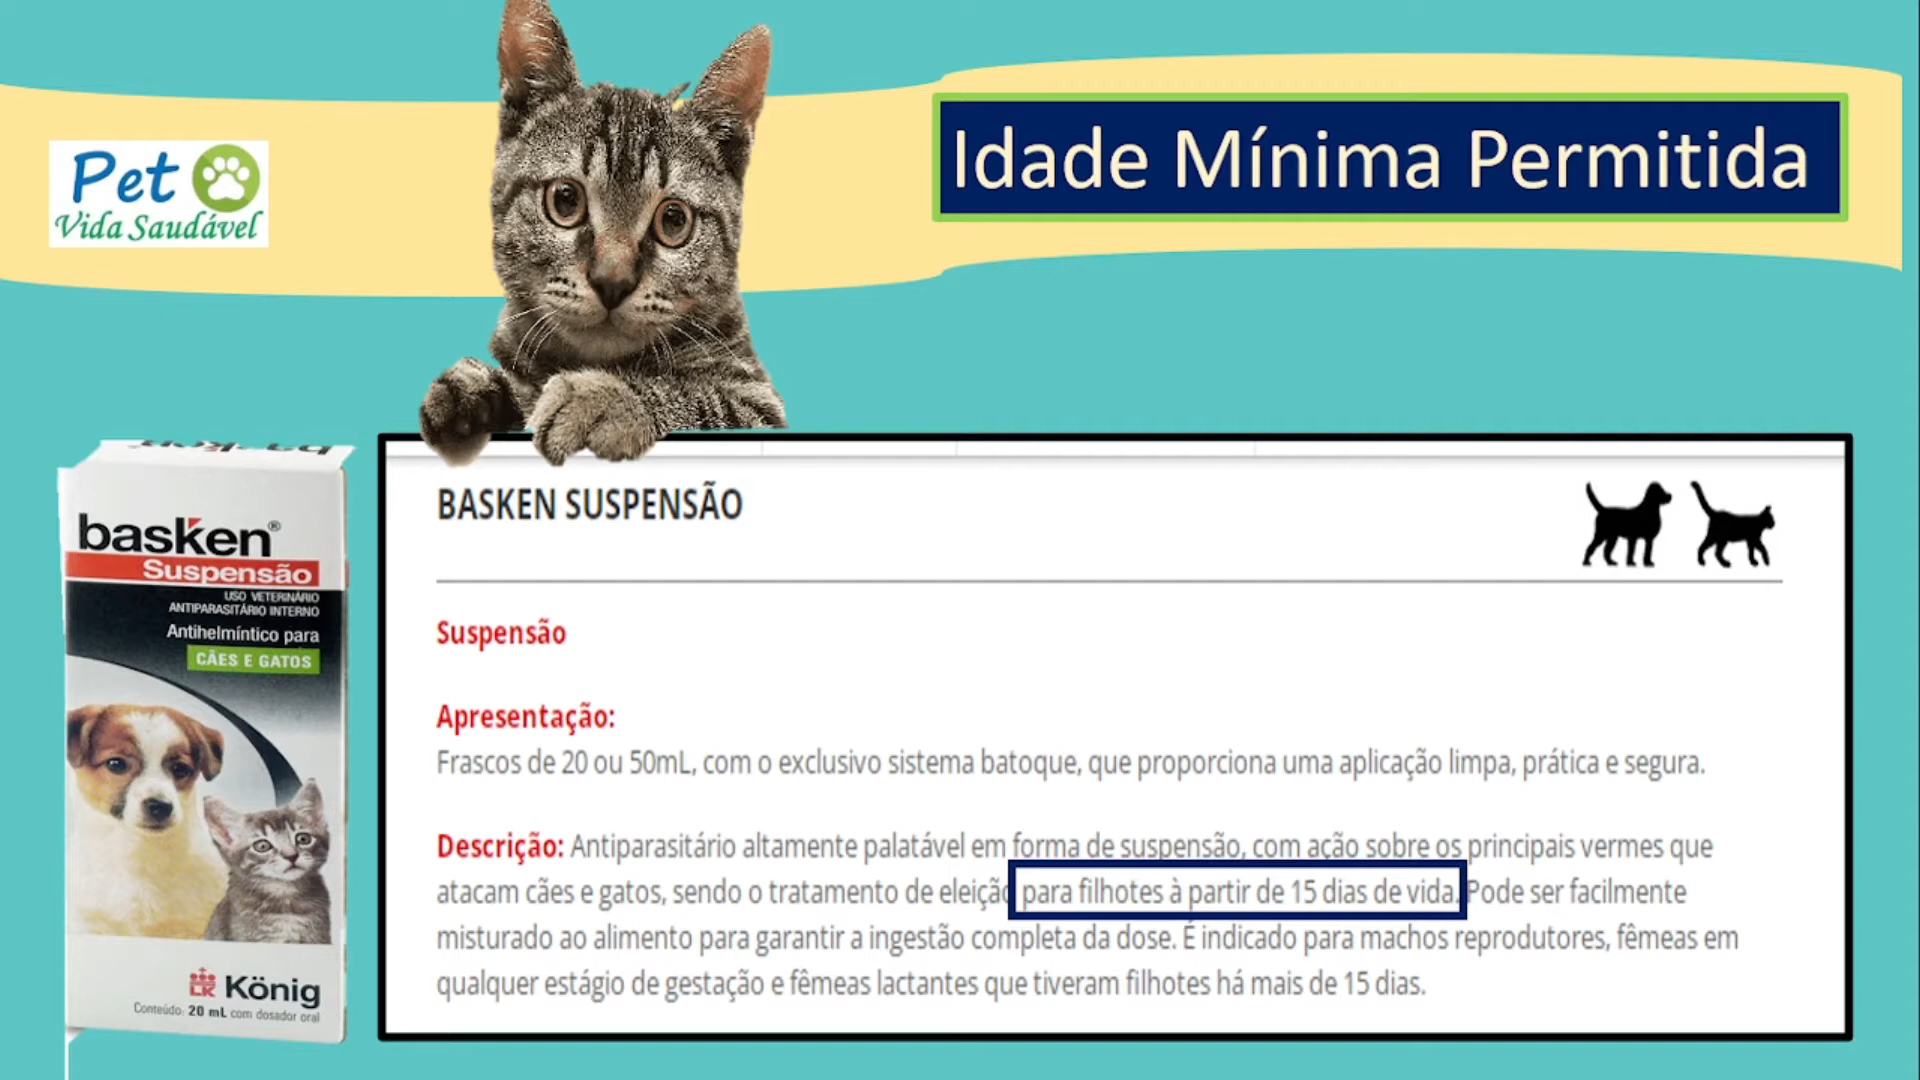 Idade Mínima Permitida
Pet
Vida Saudável
basken®
Suspensão
USO VETERINÁRIO
ANTIPARASITÁRIO INTERNO
Antihelmíntico para
CÃES E GATOS
König
Conteúdo: 20 mL com dosador oral
BASKEN SUSPENSÃO
Suspensão
Apresentação:
Frascos de 20 ou 50mL, com o exclusivo sistema batoque, que proporciona uma aplicação limpa, prática e segura.
Descrição: Antiparasitário altamente palatável em forma de suspensão, com ação sobre os principais vermes que
atacam cães e gatos, sendo o tratamento de eleição para filhotes à partir de 15 dias de vida. Pode ser facilmente
misturado ao alimento para garantir a ingestão completa da dose. É indicado para machos reprodutores, fêmeas em
qualquer estágio de gestação e fêmeas lactantes que tiveram filhotes há mais de 15 dias.